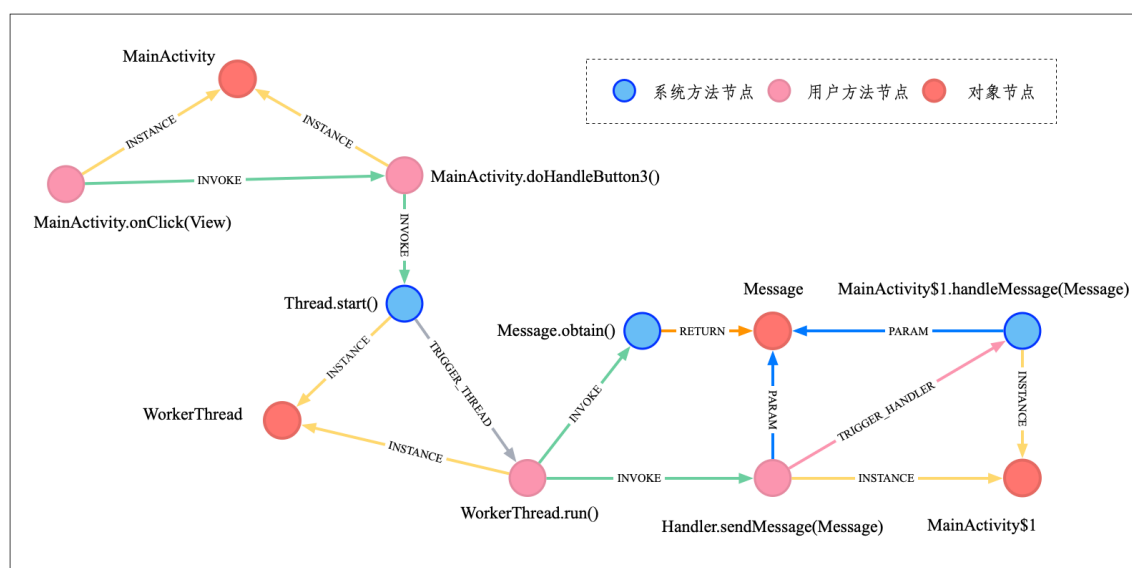 MainActivity
系统方法节点
用户方法节点
对象节点
INSTANCE
INSTANCE
INVOKE
MainActivity.doHandleButton3()
MainActivity.onClick(View)
INVOKE
Thread.start()
Message
MainActivity$1.handleMessage(Message)
Message.obtain()
RETURN
PARAM
INSTANCE
TRIGGER_THREAD
INVOKE
PARAM
TRIGGER_HANDLER
INSTANCE
WorkerThread
INSTANCE
INVOKE
INSTANCE
WorkerThread.run()
Handler.sendMessage(Message)
MainActivity$1